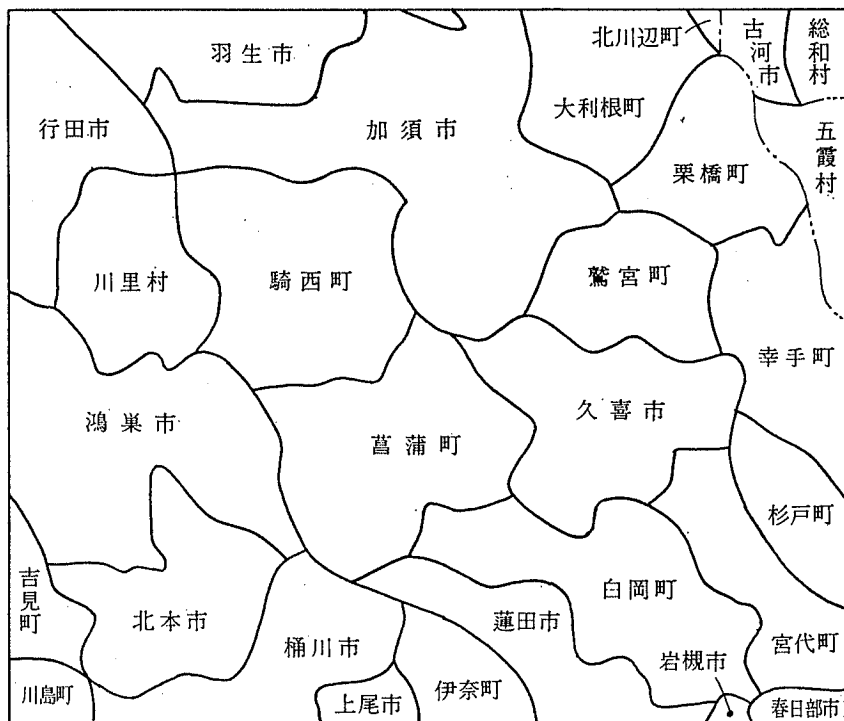 羽生市
北川辺町
古河市
総和村
行田市
加須市
大利根町
五霞村
栗橋町
川里村
騎西町
鷲宮町
幸手町
鴻巣市
菖蒲町
久喜市
杉戸町
吉見町
北本市
桶川市
蓮田市
白岡町
宮代町
岩槻市
川島町
上尾市
伊奈町
春日部市